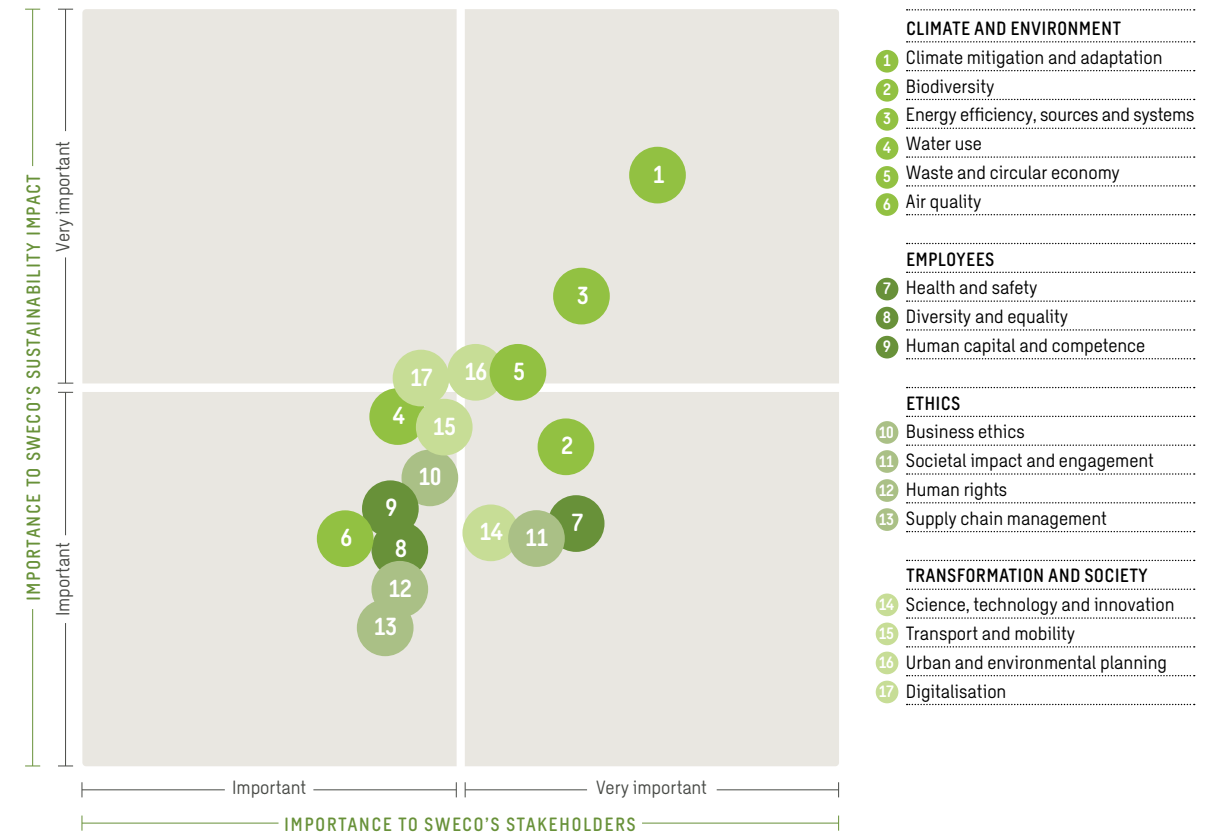 IMPORTANCE TO SWECO'S SUSTAINABILITY IMPACT
Very important
Important
1
3
17
16
5
4
15
2
10
9
7
14
11
6
8
12
13
Important
Very important
IMPORTANCE TO SWECO'S STAKEHOLDERS
CLIMATE AND ENVIRONMENT
1 Climate mitigation and adaptation
2 Biodiversity
3 Energy efficiency, sources and systems
4 Water use
5 Waste and circular economy
6 Air quality
EMPLOYEES
7 Health and safety
8 Diversity and equality
9 Human capital and competence
ETHICS
10 Business ethics
11 Societal impact and engagement
12 Human rights
13 Supply chain management
TRANSFORMATION AND SOCIETY
14 Science, technology and innovation
15 Transport and mobility
16 Urban and environmental planning
17 Digitalisation